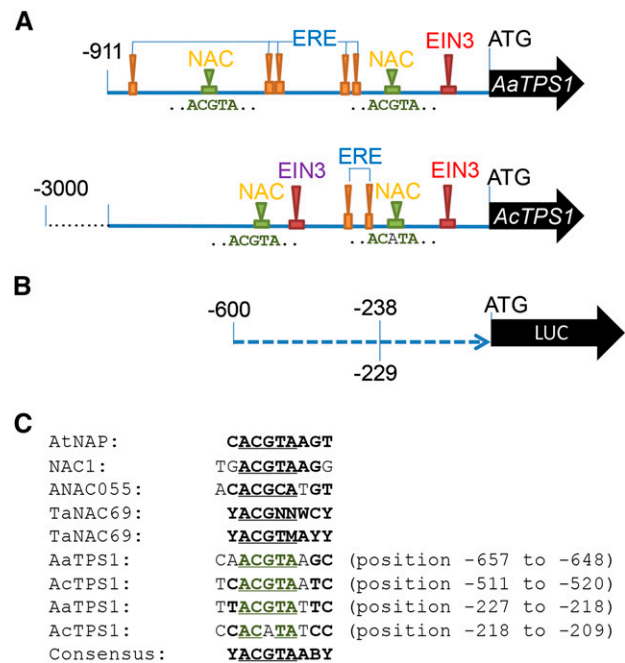 A
-911
NAC
ERE
NAC
EIN3
ATG
AaTPS1
..ACGTA..
..ACGTA..
-3000
NAC
EIN3
ERE
NAC
EIN3
ATG
AcTPS1
..ACGTA..
..ACATA..
B
-600
-238
ATG
LUC
-229
C
AtNAP: CACGTAAGT
NAC1: TGACGTAAGG
ANAC055: ACACGCATGT
TaNAC69: YACGNNWCY
TaNAC69: YACGTMAYY
AaTPS1: CAACGTAAGC (position -657 to -648)
AcTPS1: TCACGTAATC (position -511 to -520)
AaTPS1: TTACGTATTC (position -227 to -218)
AcTPS1: CCACATATCC (position -218 to -209)
Consensus: YACGTAABY